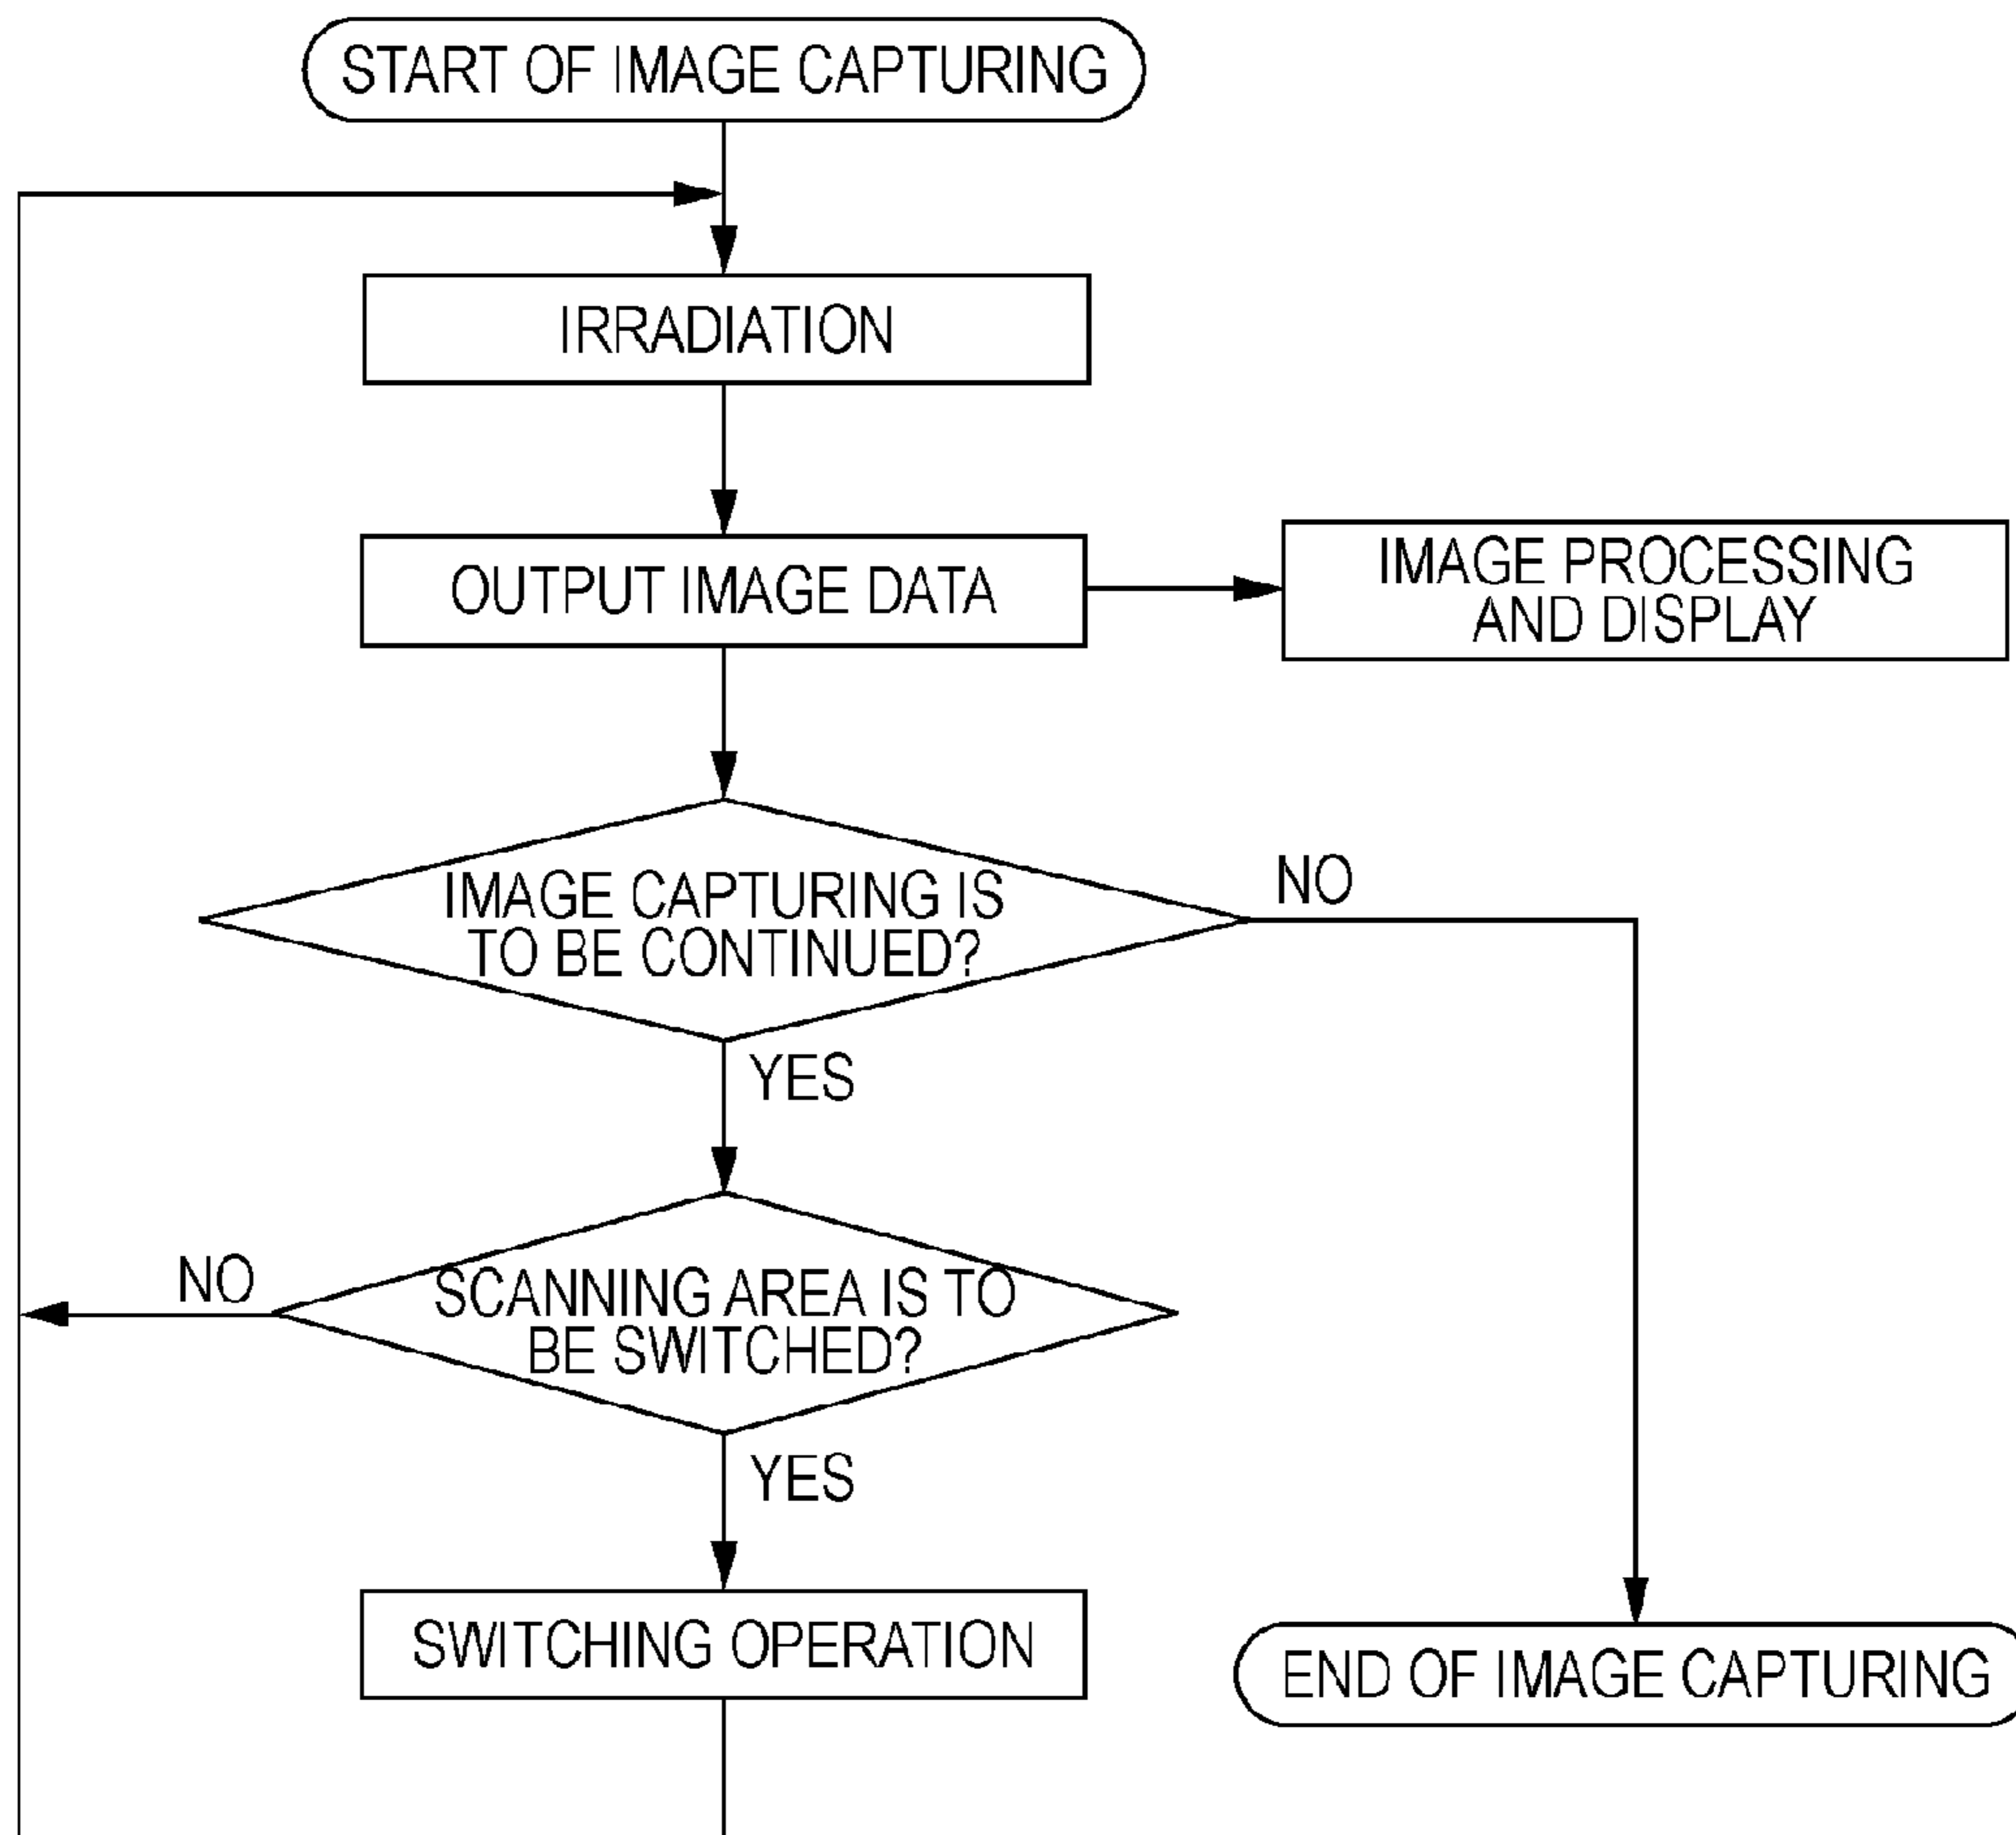 START OF IMAGE CAPTURING
IRRADIATION
OUTPUT IMAGE DATA
IMAGE PROCESSING
AND DISPLAY
IMAGE CAPTURING IS
TO BE CONTINUED?
NO
YES
SCANNING AREA IS TO
BE SWITCHED?
NO
YES
SWITCHING OPERATION
END OF IMAGE CAPTURING